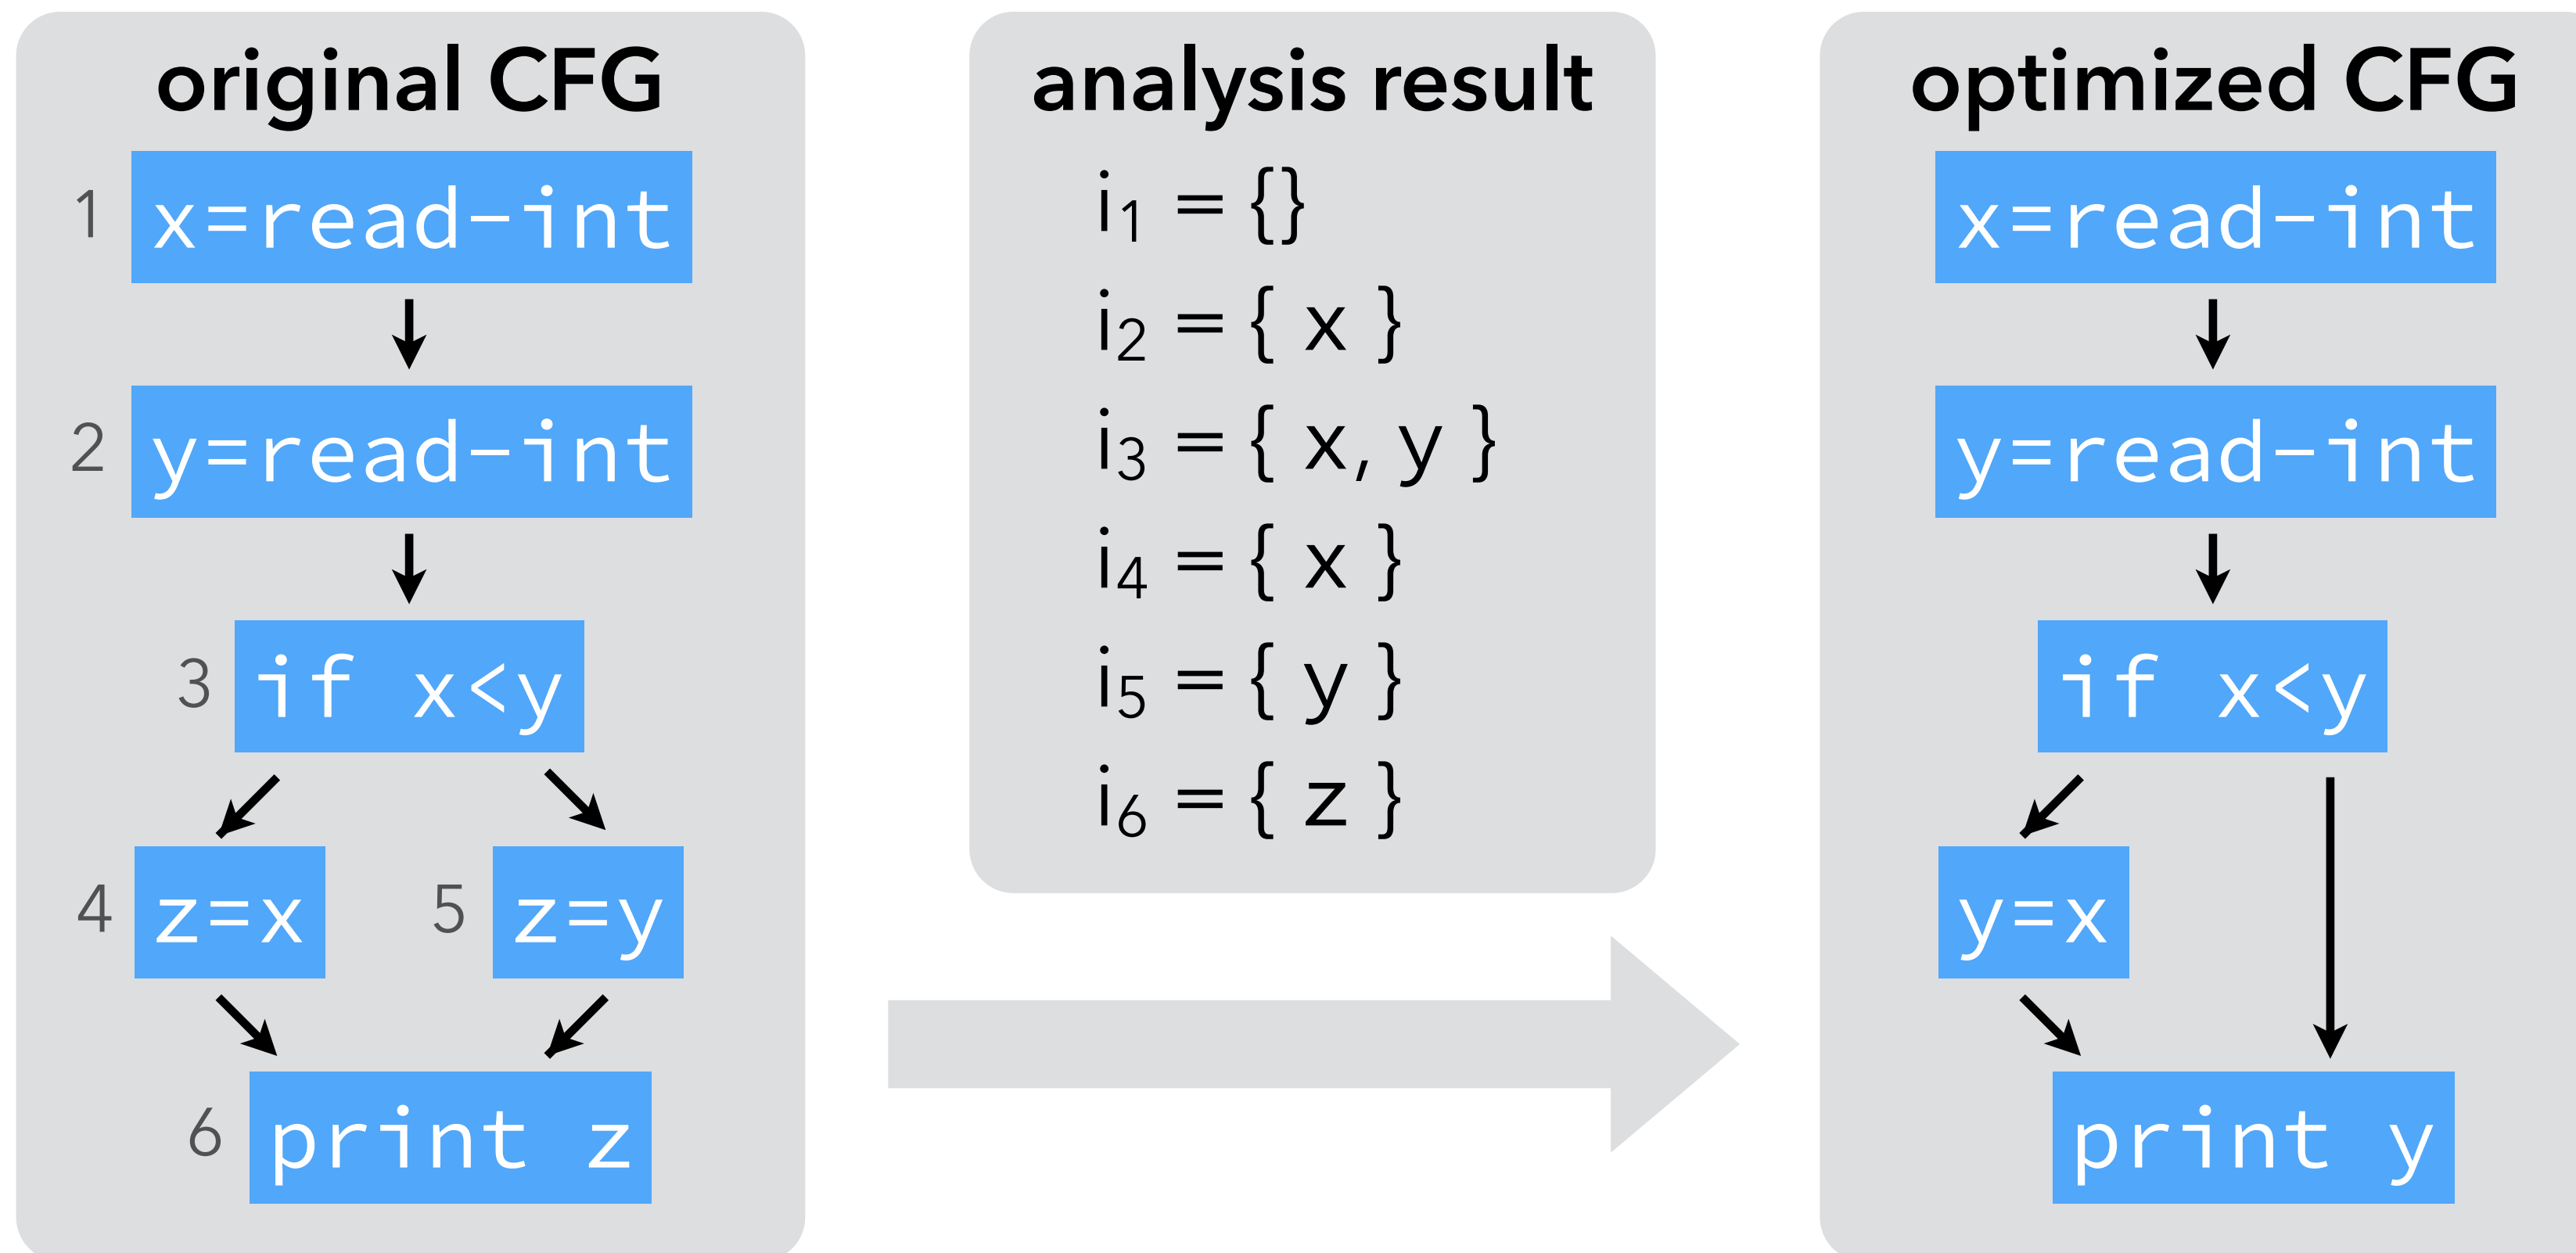 original CFG
1 x=read-int
2 y=read-int
3 if x<y
4 z=x 5 z=y
6 print z
analysis result
i₁ = {}
i₂ = { x }
i₃ = { x, y }
i₄ = { x }
i₅ = { y }
i₆ = { z }
optimized CFG
x=read-int
y=read-int
if x<y
y=x
print y